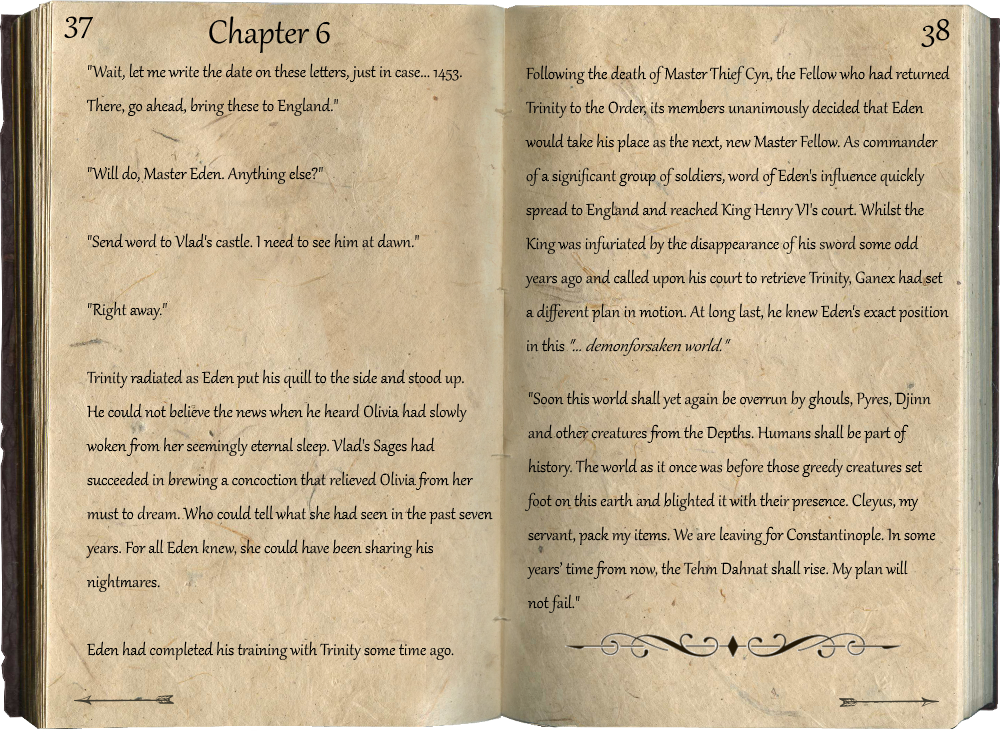 37
Chapter 6
"Wait, let me write the date on these letters, just in case... 1453.
There, go ahead, bring these to England."
"Will do, Master Eden. Anything else?"
"Send word to Vlad's castle. I need to see him at dawn."
"Right away."
Trinity radiated as Eden put his quill to the side and stood up.
He could not believe the news when he heard Olivia had slowly
woken from her seemingly eternal sleep. Vlad's Sages had
succeeded in brewing a concoction that relieved Olivia from her
must to dream. Who could tell what she had seen in the past seven
years. For all Eden knew, she could have been sharing his
nightmares.
Eden had completed his training with Trinity some time ago.
38
Following the death of Master Thief Cyn, the Fellow who had returned
Trinity to the Order, its members unanimously decided that Eden
would take his place as the next, new Master Fellow. As commander
of a significant group of soldiers, word of Eden's influence quickly
spread to England and reached King Henry VI's court. Whilst the
King was infuriated by the disappearance of his sword some odd
years ago and called upon his court to retrieve Trinity, Ganex had set
a different plan in motion. At long last, he knew Eden's exact position
in this "... demonforsaken world."
"Soon this world shall yet again be overrun by ghouls, Pyres, Djinn
and other creatures from the Depths. Humans shall be part of
history. The world as it once was before those greedy creatures set
foot on this earth and blighted it with their presence. Cleyus, my
servant, pack my items. We are leaving for Constantinople. In some
years' time from now, the Tehm Dahnat shall rise. My plan will
not fail."